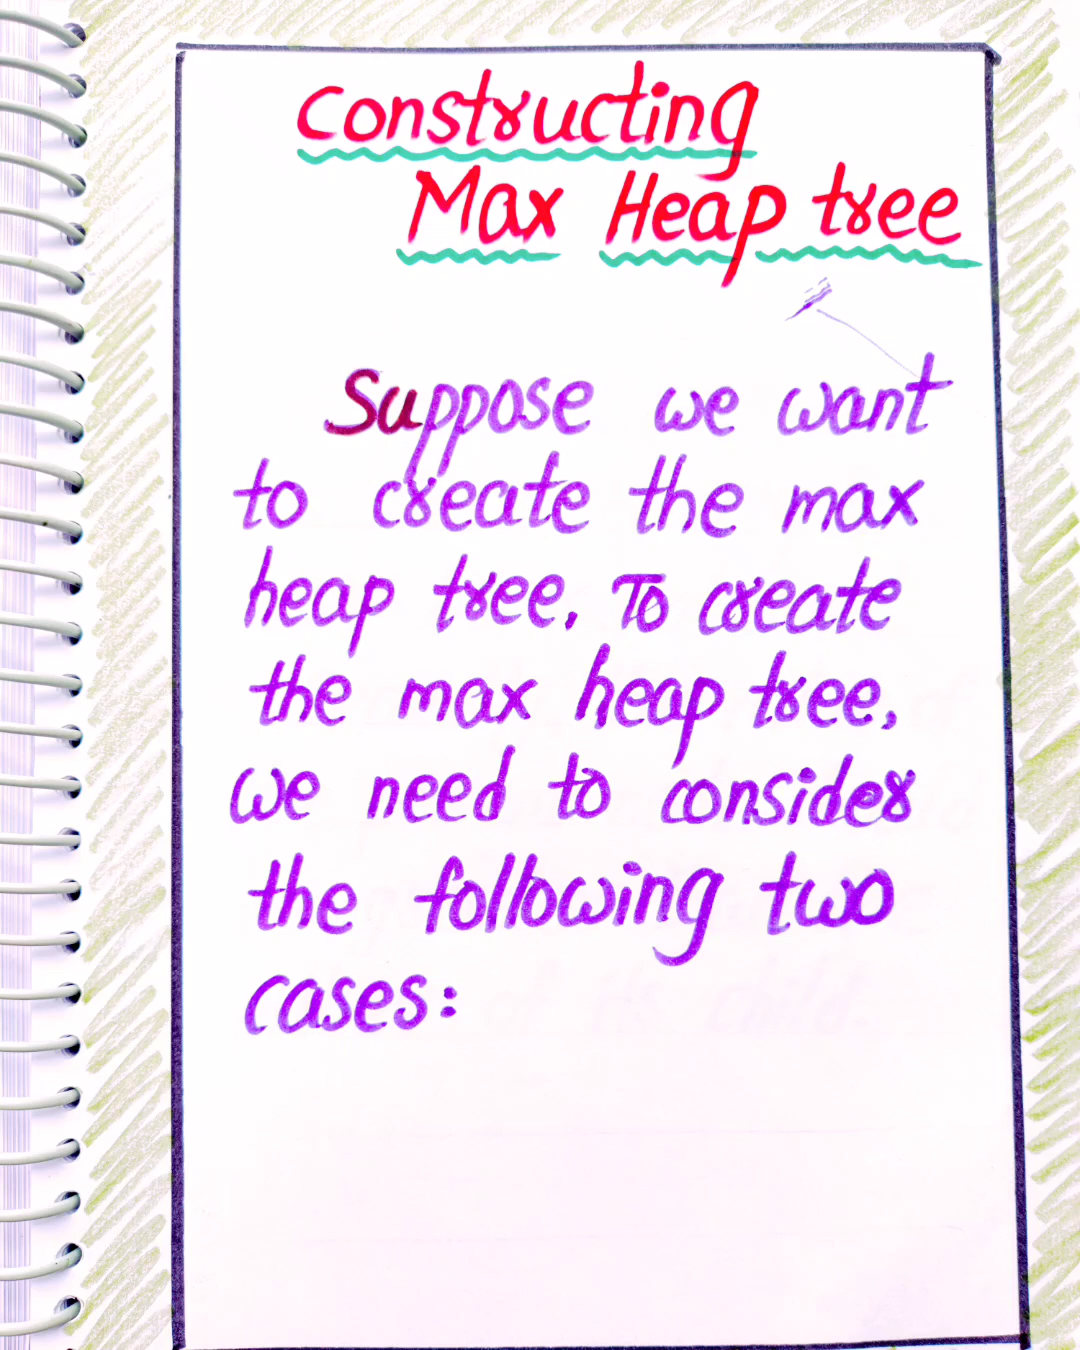 Constructing
Max Heap tree
Suppose we want
to create the max
heap tree. To create
the max heap tree,
we need to consider
the following two
cases: